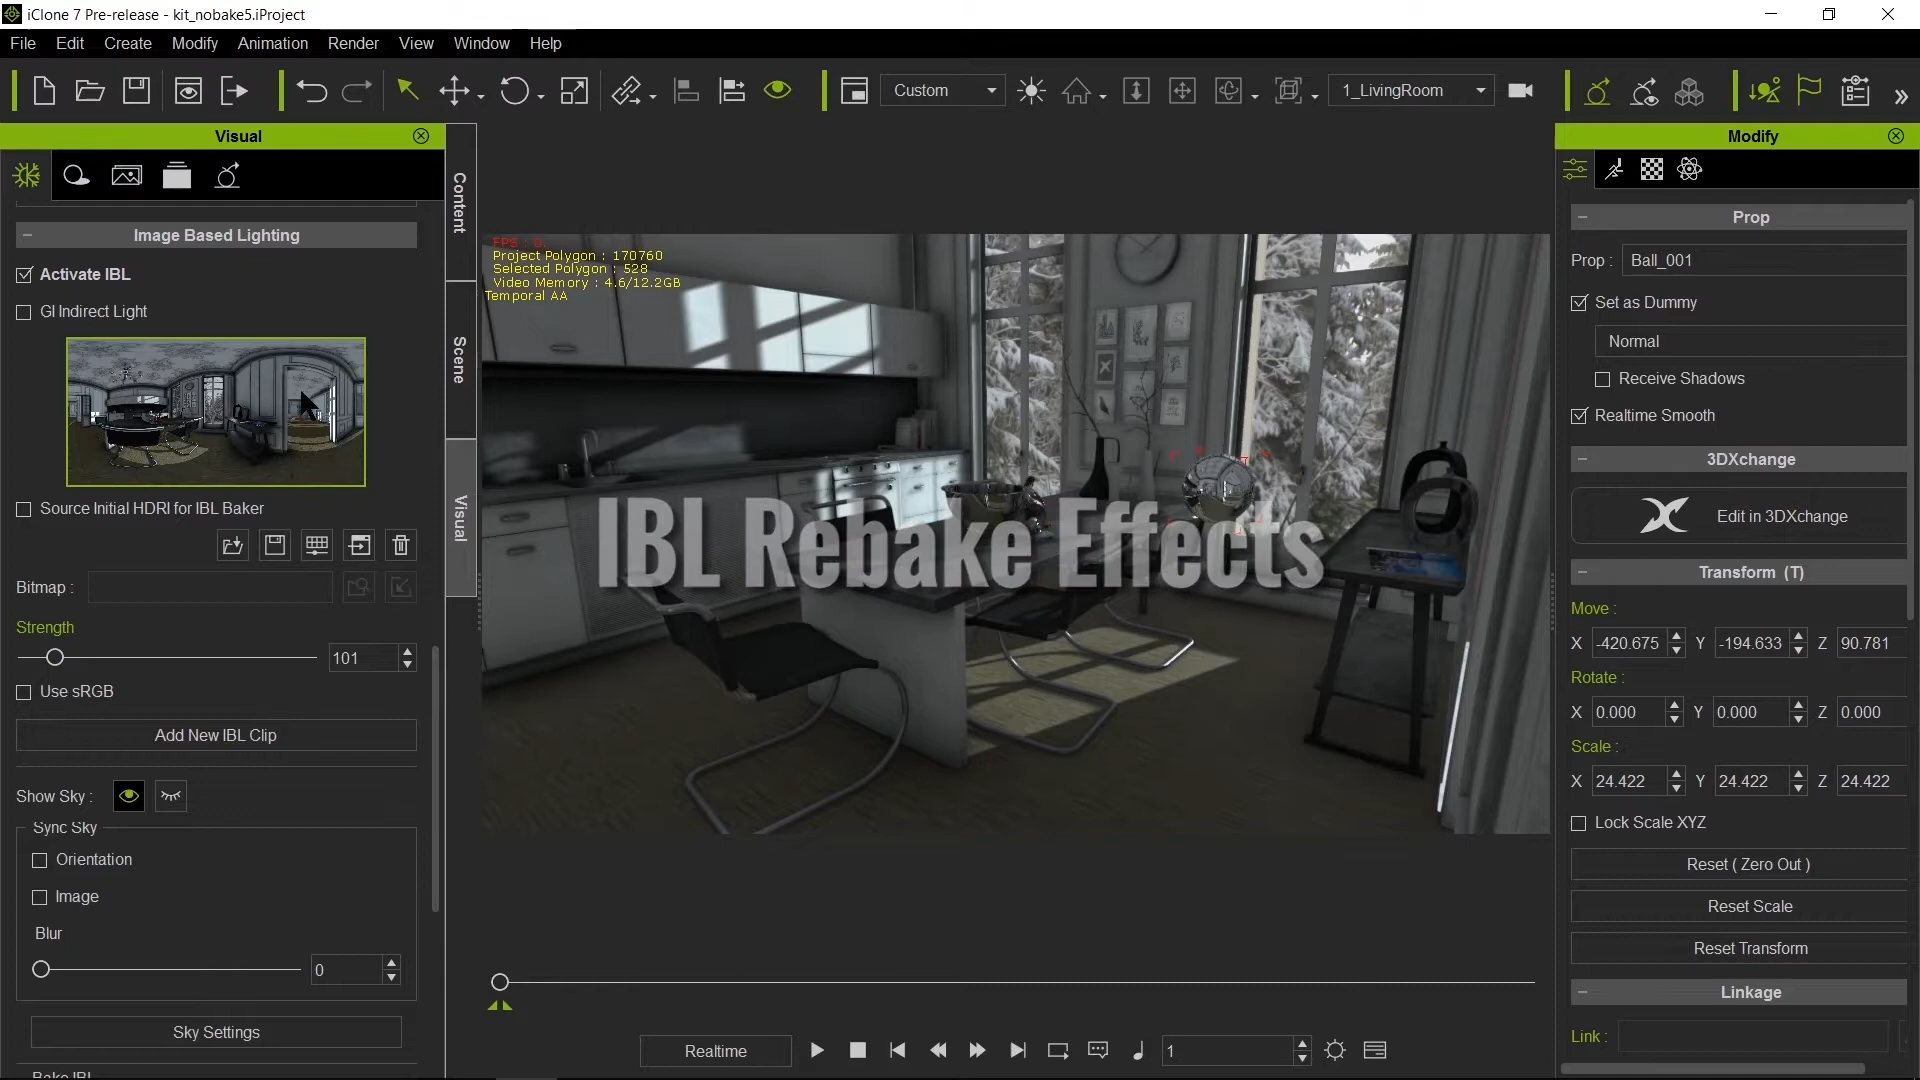 iClone 7 Pre-release - kit_nobake5.iProject
File Edit Create Modify Animation Render View Window Help
Custom
1_LivingRoom
Visual
Image Based Lighting
Activate IBL
GI Indirect Light
Source Initial HDRI for IBL Baker
Bitmap :
Strength
101
Use sRGB
Add New IBL Clip
Show Sky :
Sync Sky
Orientation
Image
Blur
0
Sky Settings
Bake IBL
Content
Scene
Visual
FPS : 0.
Project Polygon : 170760
Selected Polygon : 528
Video Memory : 4.6/12.2GB
Temporal AA
IBL Rebake Effects
Realtime
1
Modify
Prop
Prop : Ball_001
Set as Dummy
Normal
Receive Shadows
Realtime Smooth
3DXchange
Edit in 3DXchange
Transform (T)
Move :
X -420.675 Y -194.633 Z 90.781
Rotate :
X 0.000 Y 0.000 Z 0.000
Scale :
X 24.422 Y 24.422 Z 24.422
Lock Scale XYZ
Reset ( Zero Out )
Reset Scale
Reset Transform
Linkage
Link :